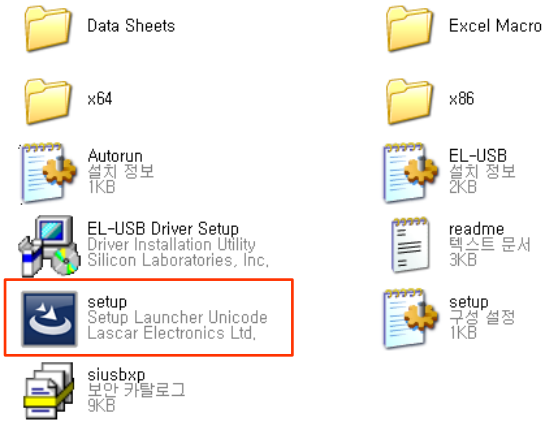 Data Sheets
Excel Macro
x64
x86
Autorun
설치 정보
1KB
EL-USB
설치 정보
2KB
EL-USB Driver Setup
Driver Installation Utility
Silicon Laboratories, Inc.
readme
텍스트 문서
3KB
setup
Setup Launcher Unicode
Lascar Electronics Ltd.
setup
구성 설정
1KB
siusbxp
보안 카탈로그
9KB